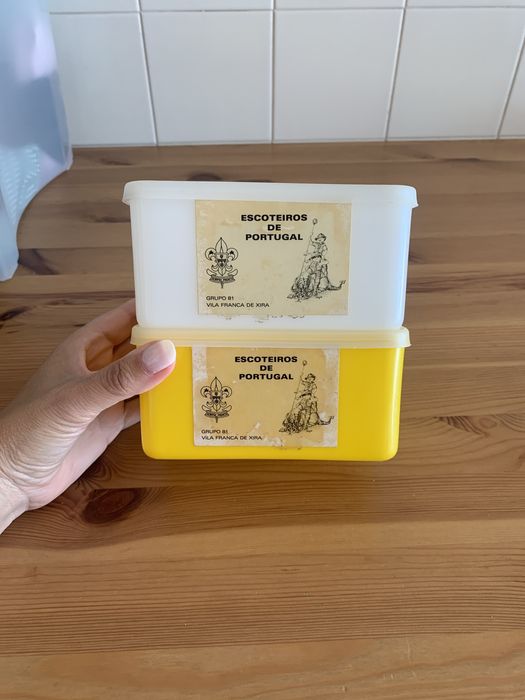 ESCOTEIROS
DE
PORTUGAL
GRUPO 81
VILA FRANCA DE XIRA
ESCOTEIROS
DE
PORTUGAL
GRUPO 81
VILA FRANCA DE XIRA